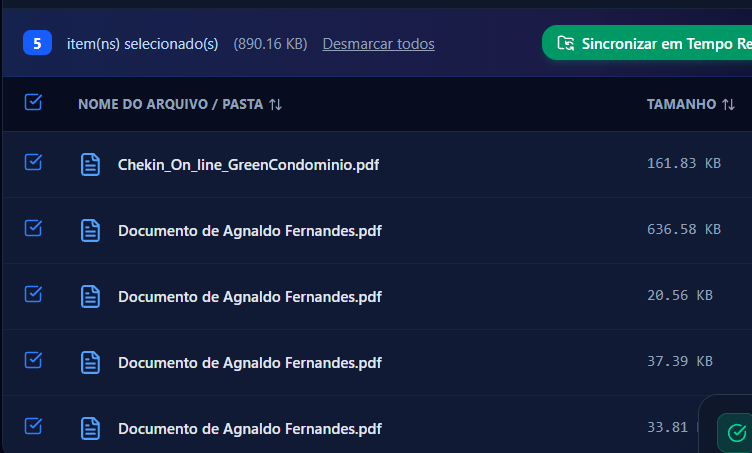 5 item(ns) selecionado(s) (890.16 KB) Desmarcar todos Sincronizar em Tempo Re
NOME DO ARQUIVO / PASTA TAMANHO
Chekin_On_line_GreenCondominio.pdf 161.83 KB
Documento de Agnaldo Fernandes.pdf 636.58 KB
Documento de Agnaldo Fernandes.pdf 20.56 KB
Documento de Agnaldo Fernandes.pdf 37.39 KB
Documento de Agnaldo Fernandes.pdf 33.81